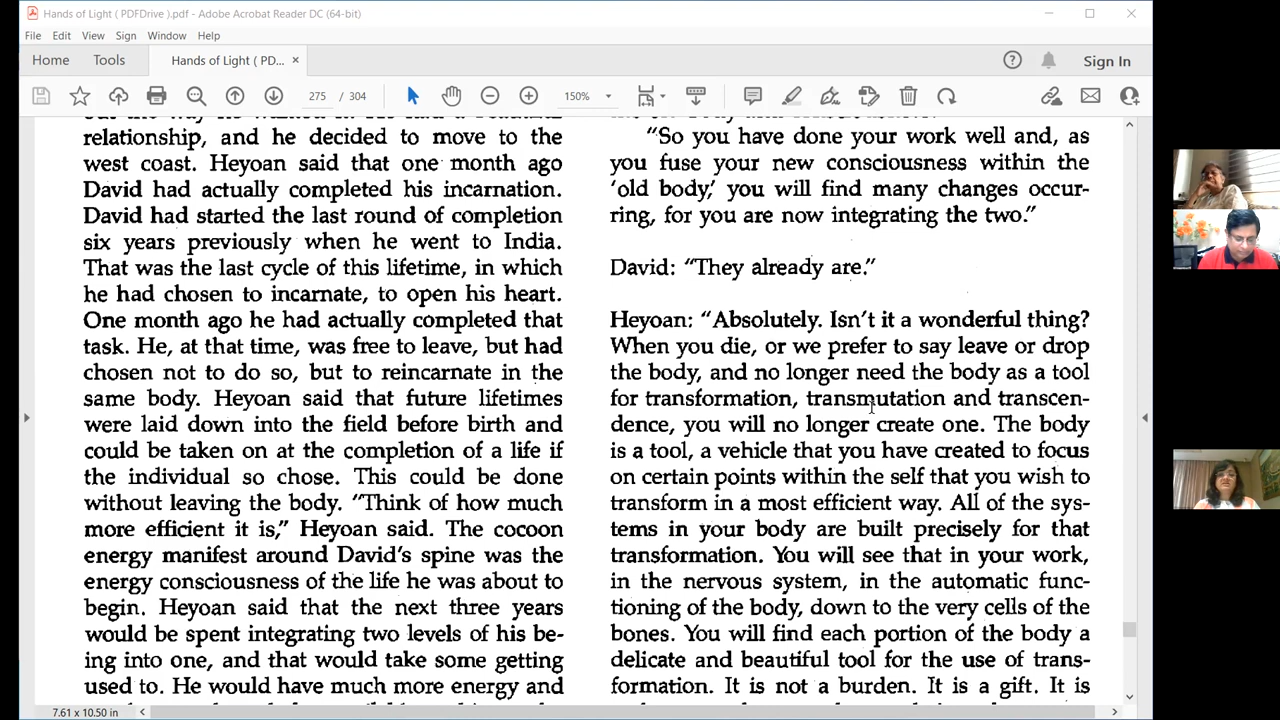 Hands of Light ( PDFDrive ).pdf - Adobe Acrobat Reader DC (64-bit)
File Edit View Sign Window Help
Home Tools Hands of Light ( PD... ×
Sign In
275 / 304
150%
relationship, and he decided to move to the
west coast. Heyoan said that one month ago
David had actually completed his incarnation.
David had started the last round of completion
six years previously when he went to India.
That was the last cycle of this lifetime, in which
he had chosen to incarnate, to open his heart.
One month ago he had actually completed that
task. He, at that time, was free to leave, but had
chosen not to do so, but to reincarnate in the
same body. Heyoan said that future lifetimes
were laid down into the field before birth and
could be taken on at the completion of a life if
the individual so chose. This could be done
without leaving the body. "Think of how much
more efficient it is," Heyoan said. The cocoon
energy manifest around David's spine was the
energy consciousness of the life he was about to
begin. Heyoan said that the next three years
would be spent integrating two levels of his be-
ing into one, and that would take some getting
used to. He would have much more energy and
"So you have done your work well and, as
you fuse your new consciousness within the
'old body,' you will find many changes occur-
ring, for you are now integrating the two."
David: "They already are."
Heyoan: "Absolutely. Isn't it a wonderful thing?
When you die, or we prefer to say leave or drop
the body, and no longer need the body as a tool
for transformation, transmutation and transcen-
dence, you will no longer create one. The body
is a tool, a vehicle that you have created to focus
on certain points within the self that you wish to
transform in a most efficient way. All of the sys-
tems in your body are built precisely for that
transformation. You will see that in your work,
in the nervous system, in the automatic func-
tioning of the body, down to the very cells of the
bones. You will find each portion of the body a
delicate and beautiful tool for the use of trans-
formation. It is not a burden. It is a gift. It is
7.61 x 10.50 in